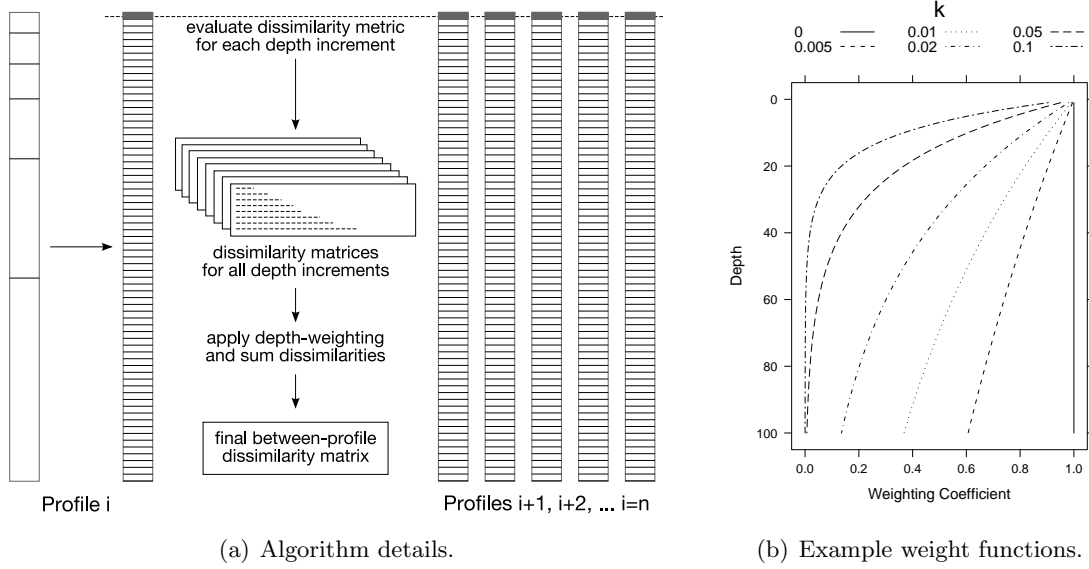 evaluate dissimilarity metric
for each depth increment
dissimilarity matrices
for all depth increments
apply depth-weighting
and sum dissimilarities
final between-profile
dissimilarity matrix
Profile i
Profiles i+1, i+2, ... i=n
(a) Algorithm details.
k
0 0.01 0.05
0.005 0.02 0.1
Depth
0
20
40
60
80
100
0.0 0.2 0.4 0.6 0.8 1.0
Weighting Coefficient
(b) Example weight functions.